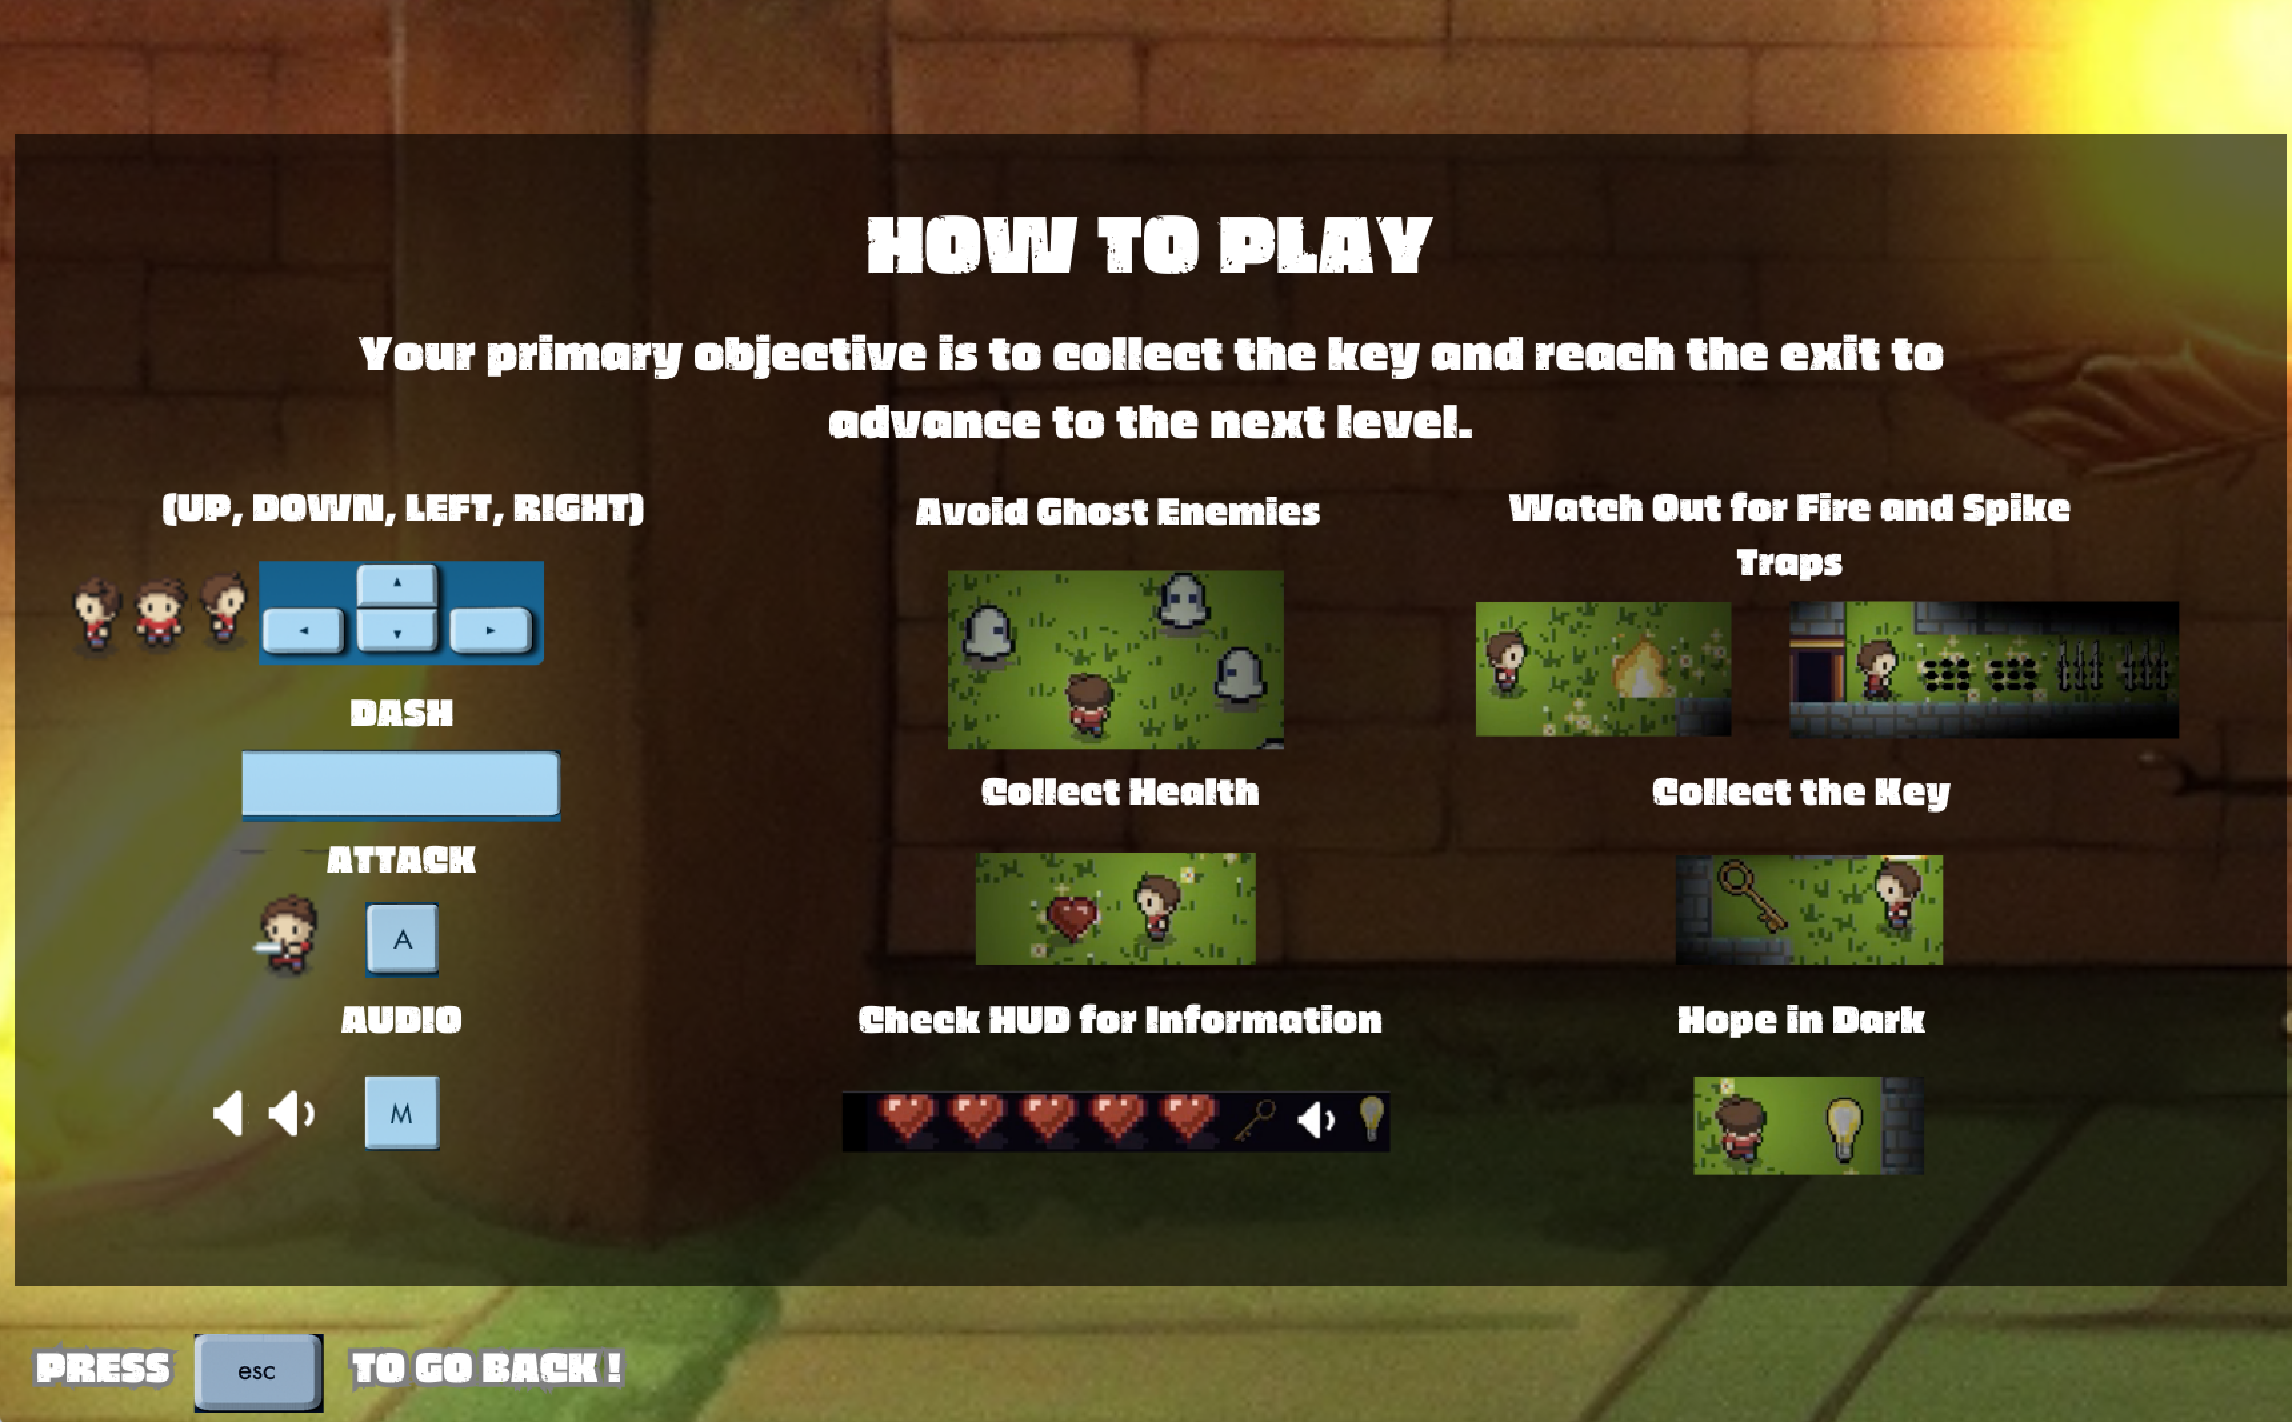 HOW TO PLAY
Your primary objective is to collect the key and reach the exit to
advance to the next level.
(UP, DOWN, LEFT, RIGHT)
DASH
ATTACK
A
AUDIO
M
Avoid Ghost Enemies
Collect Health
Check HUD for Information
Watch Out for Fire and Spike
Traps
Collect the Key
Hope in Dark
PRESS esc TO GO BACK !